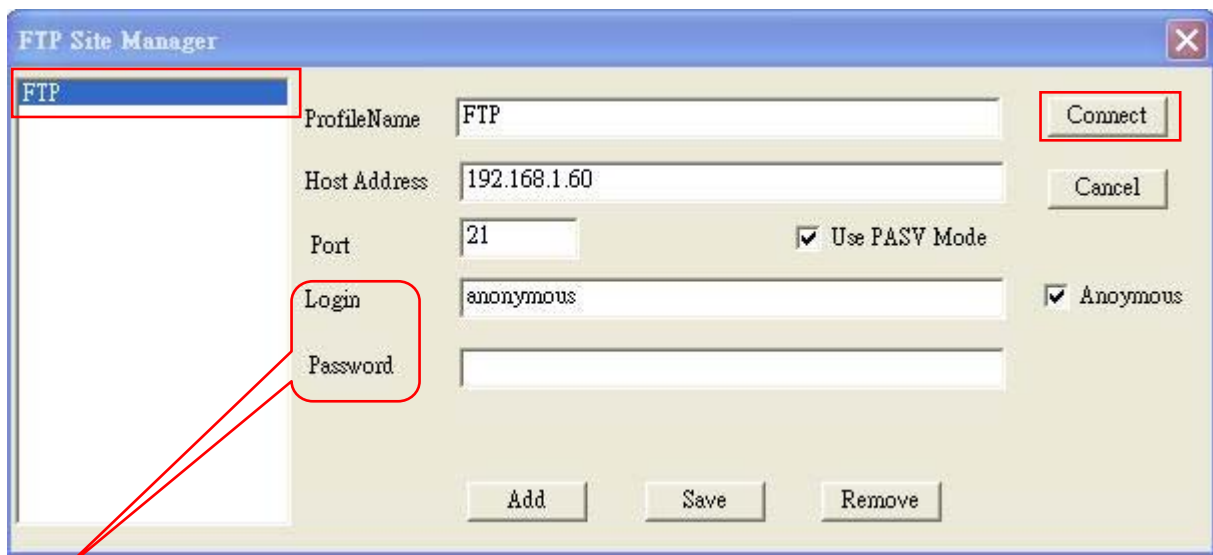 FTP Site Manager
FTP
ProfileName FTP Connect
Host Address 192.168.1.60 Cancel
Port 21 Use PASV Mode
Login anonymous Anoymous
Password
Add Save Remove